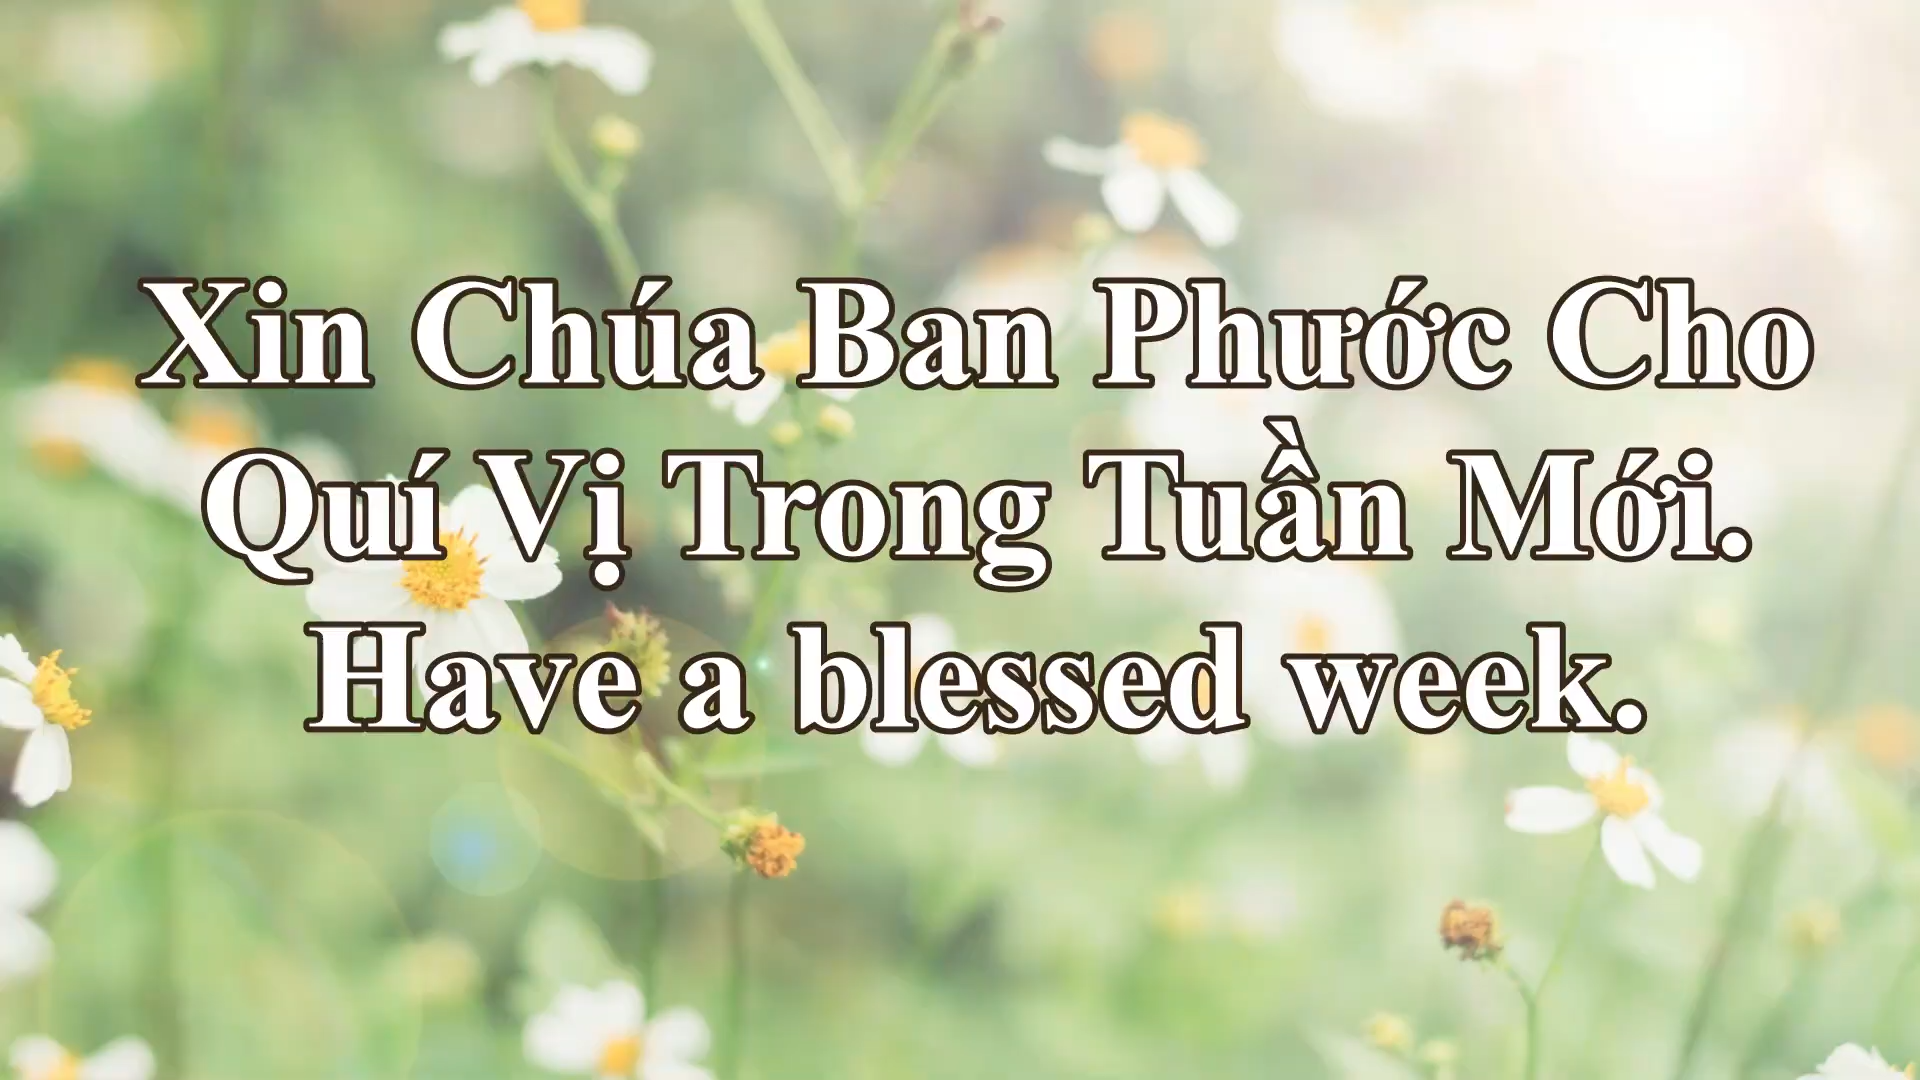 Xin Chúa Ban Phước Cho
Quí Vị Trong Tuần Mới.
Have a blessed week.